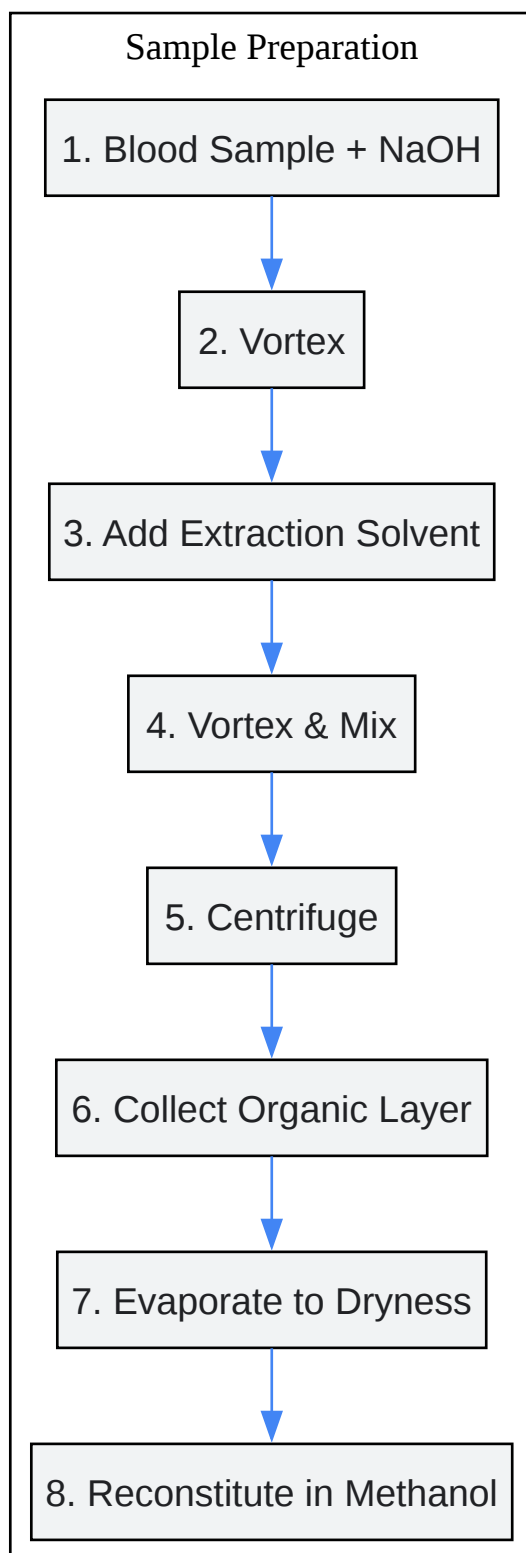 Sample Preparation
1. Blood Sample + NaOH
2. Vortex
3. Add Extraction Solvent
4. Vortex & Mix
5. Centrifuge
6. Collect Organic Layer
7. Evaporate to Dryness
8. Reconstitute in Methanol